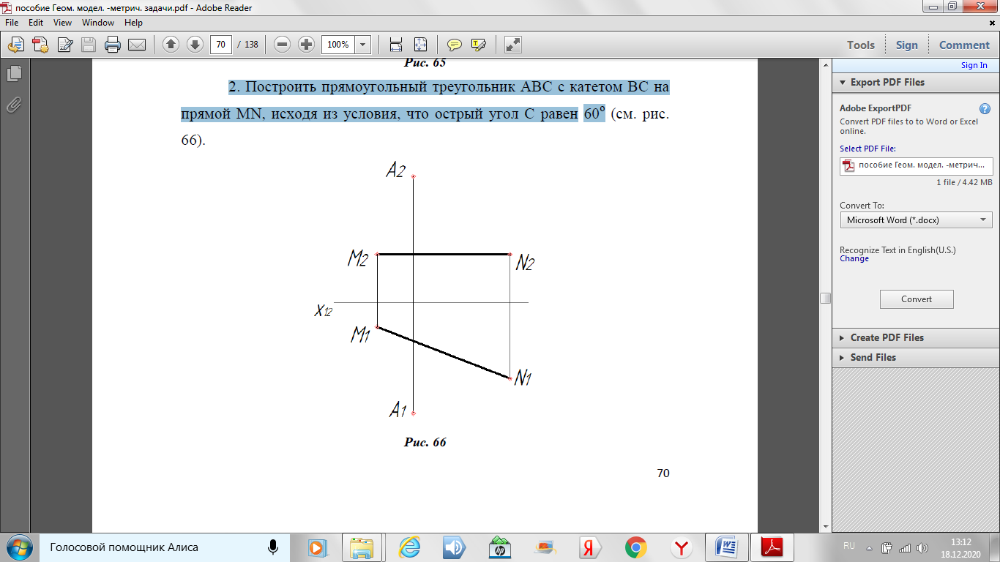 пособие Геом. модел. -метрич. задачи.pdf - Adobe Reader
File Edit View Window Help
70 / 138 100% Tools Sign Comment
Sign In
Рис. 65
2. Построить прямоугольный треугольник АВС с катетом ВС на
прямой MN, исходя из условия, что острый угол С равен 60º (см. рис.
66).
A2
M2 N2
X12
M1
N1
A1
Рис. 66
70
Export PDF Files
Adobe ExportPDF
Convert PDF files to to Word or Excel
online.
Select PDF File:
пособие Геом. модел. -метрич...
1 file / 4.42 MB
Convert To:
Microsoft Word (*.docx)
Recognize Text in English(U.S.)
Change
Convert
Create PDF Files
Send Files
Голосовой помощник Алиса
RU
13:12
18.12.2020